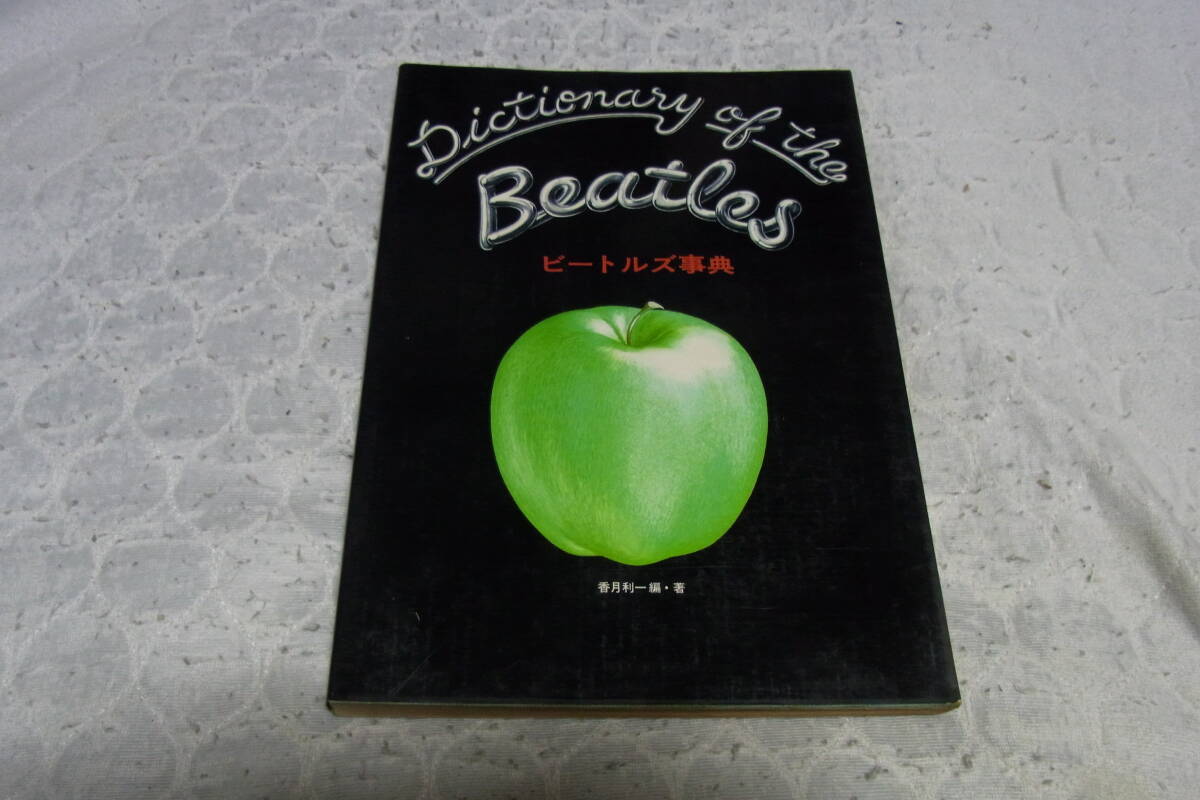 Dictionary of the
Beatles
ビートルズ事典
香月利一編・著